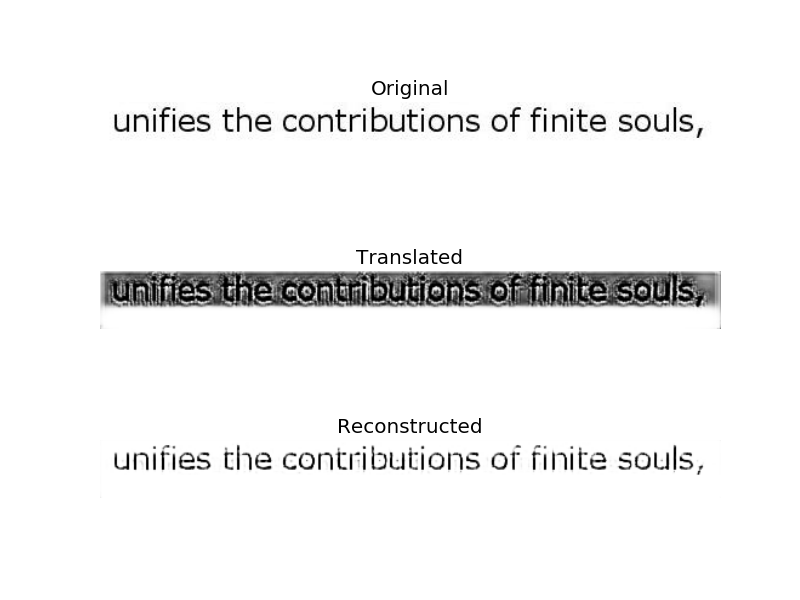 Original
unifies the contributions of finite souls,
Translated
unifies the contributions of finite souls,
Reconstructed
unifies the contributions of finite souls,